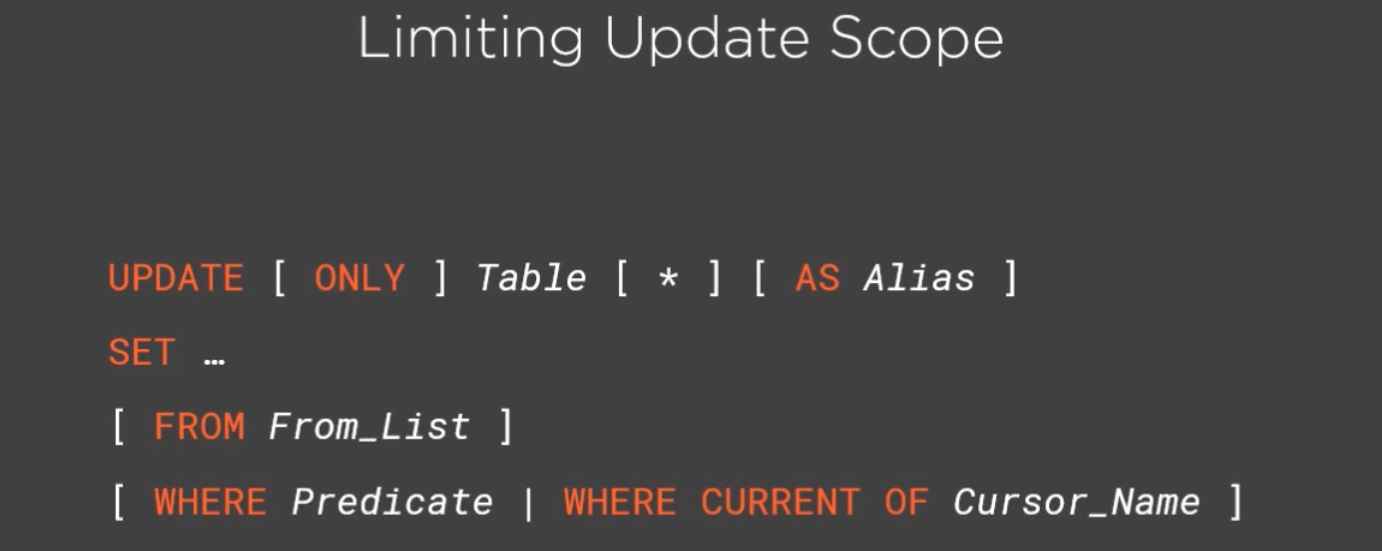 Limiting Update Scope
UPDATE [ ONLY ] Table [ * ] [ AS Alias ]
SET …
[ FROM From_List ]
[ WHERE Predicate | WHERE CURRENT OF Cursor_Name ]